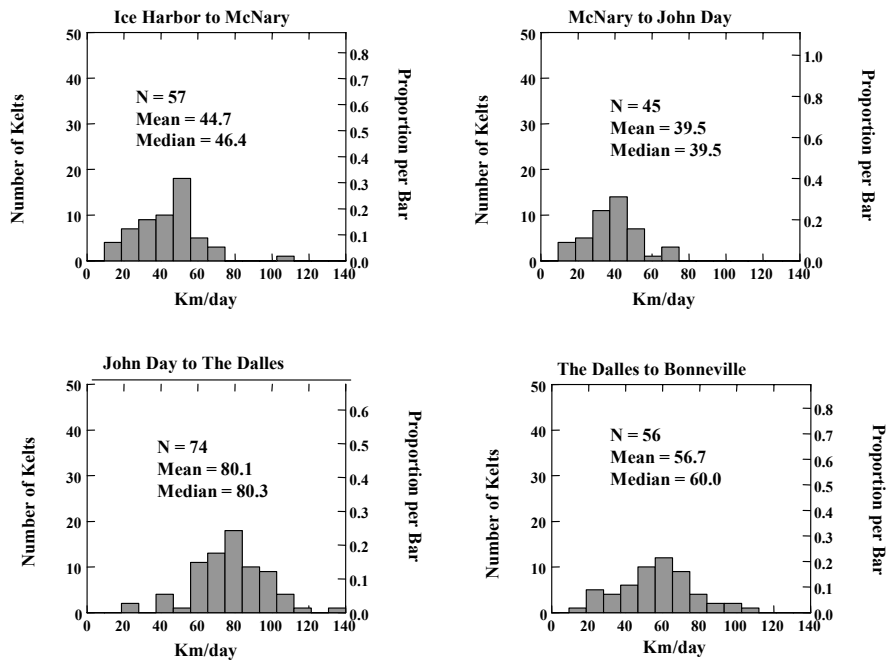 Ice Harbor to McNary
50
40
30
20
10
0
Number of Kelts
N = 57
Mean = 44.7
Median = 46.4
0.8
0.7
0.6
0.5
0.4
0.3
0.2
0.1
0.0
Proportion per Bar
0 20 40 60 80 100 120 140
Km/day
McNary to John Day
50
40
30
20
10
0
Number of Kelts
N = 45
Mean = 39.5
Median = 39.5
1.0
0.8
0.6
0.4
0.2
0.0
Proportion per Bar
0 20 40 60 80 100 120 140
Km/day
John Day to The Dalles
50
40
30
20
10
0
Number of Kelts
N = 74
Mean = 80.1
Median = 80.3
0.6
0.5
0.4
0.3
0.2
0.1
0.0
Proportion per Bar
0 20 40 60 80 100 120 140
Km/day
The Dalles to Bonneville
50
40
30
20
10
0
Number of Kelts
N = 56
Mean = 56.7
Median = 60.0
0.8
0.7
0.6
0.5
0.4
0.3
0.2
0.1
0.0
Proportion per Bar
0 20 40 60 80 100 120 140
Km/day